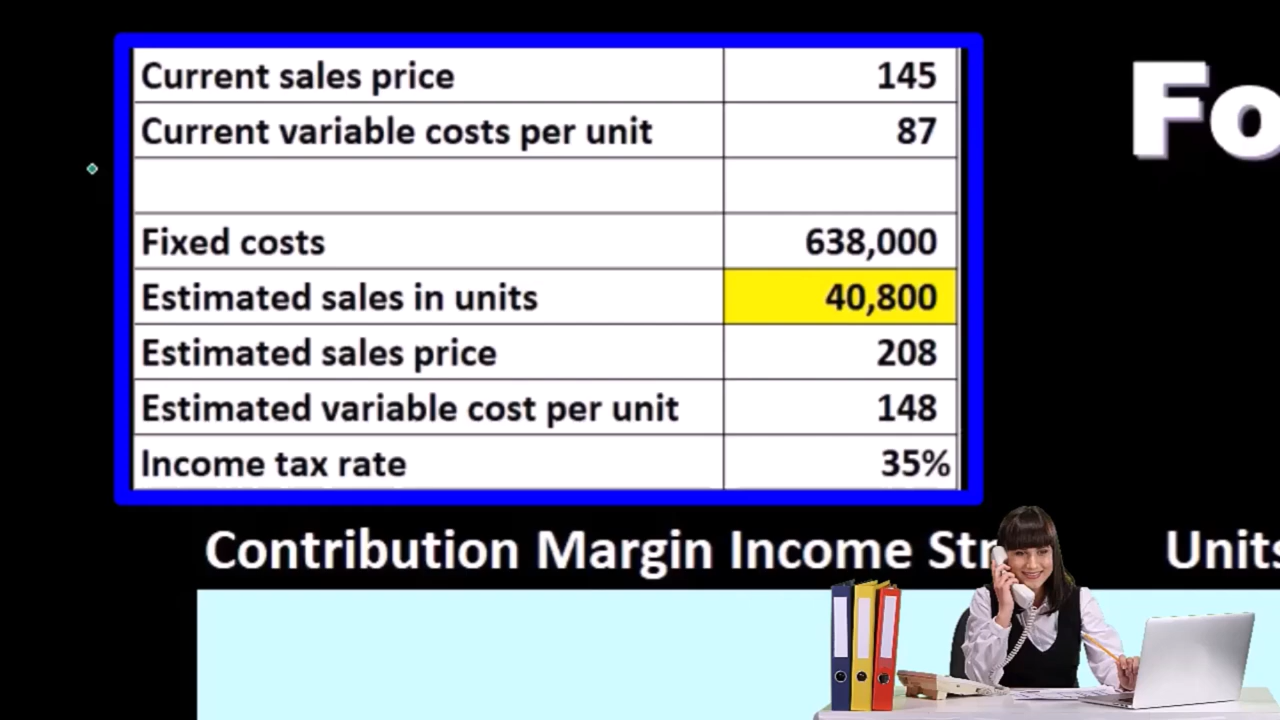 Current sales price 145
Current variable costs per unit 87
Fixed costs 638,000
Estimated sales in units 40,800
Estimated sales price 208
Estimated variable cost per unit 148
Income tax rate 35%
Contribution Margin Income